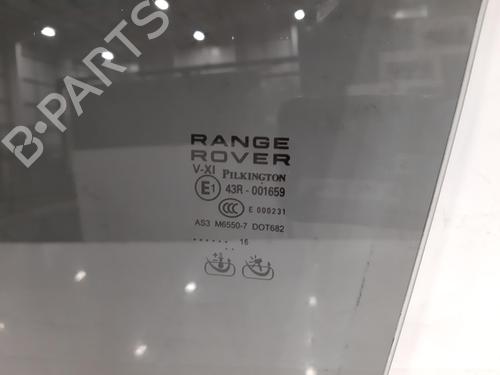 B-PARTS
RANGE
ROVER
V-XI PILKINGTON
E1 43R - 001659
CCC E 000231
AS3 M6550-7 DOT682
...... 16